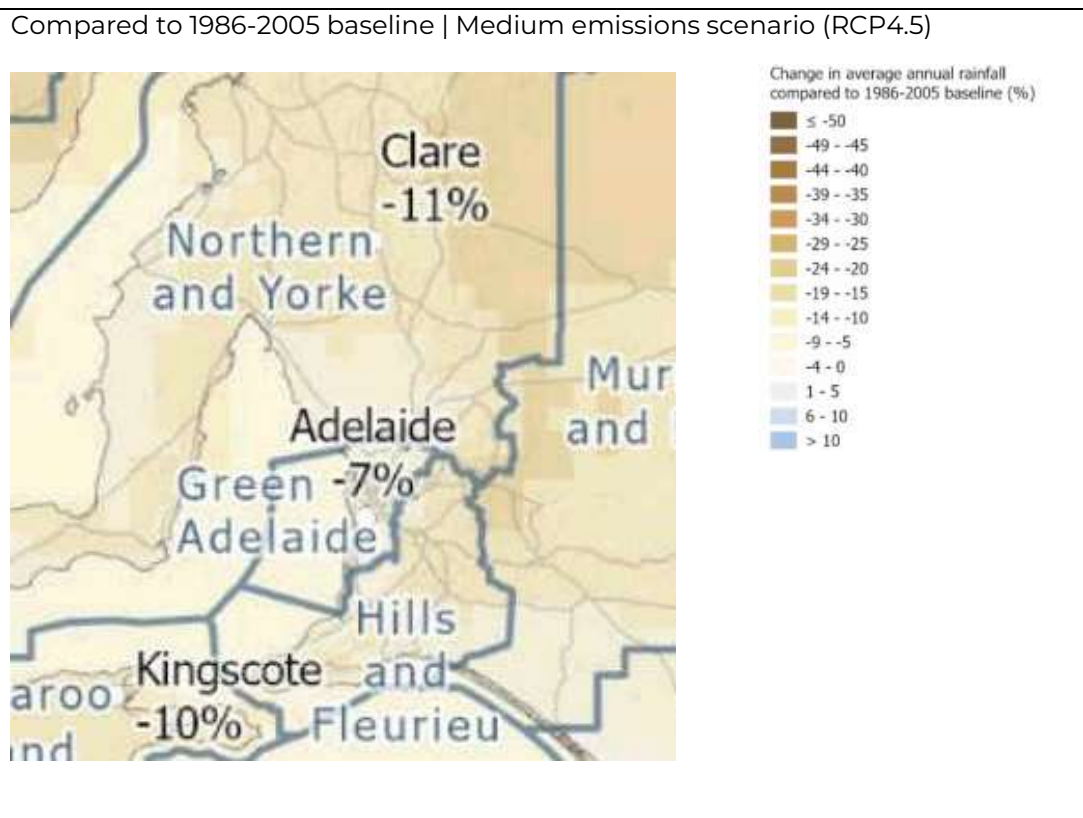 Compared to 1986-2005 baseline | Medium emissions scenario (RCP4.5)
Change in average annual rainfall
compared to 1986-2005 baseline (%)
≤ -50
-49 - -45
-44 - -40
-39 - -35
-34 - -30
-29 - -25
-24 - -20
-19 - -15
-14 - -10
-9 - -5
-4 - 0
1 - 5
6 - 10
> 10
Clare
-11%
Northern
and Yorke
Mur
and
Adelaide
-7%
Green
Adelaide
Hills
and
Fleurieu
Kingscote
-10%
aroo
nd